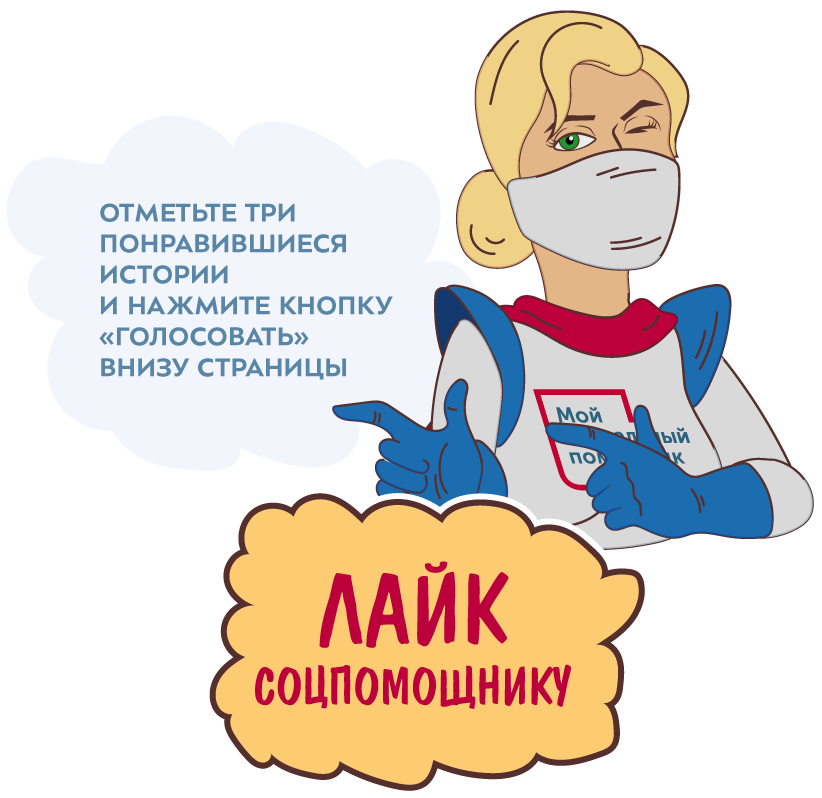 ОТМЕТЬТЕ ТРИ
ПОНРАВИВШИЕСЯ
ИСТОРИИ
И НАЖМИТЕ КНОПКУ
«ГОЛОСОВАТЬ»
ВНИЗУ СТРАНИЦЫ
Мой
ЛАЙК
СОЦПОМОЩНИКУ